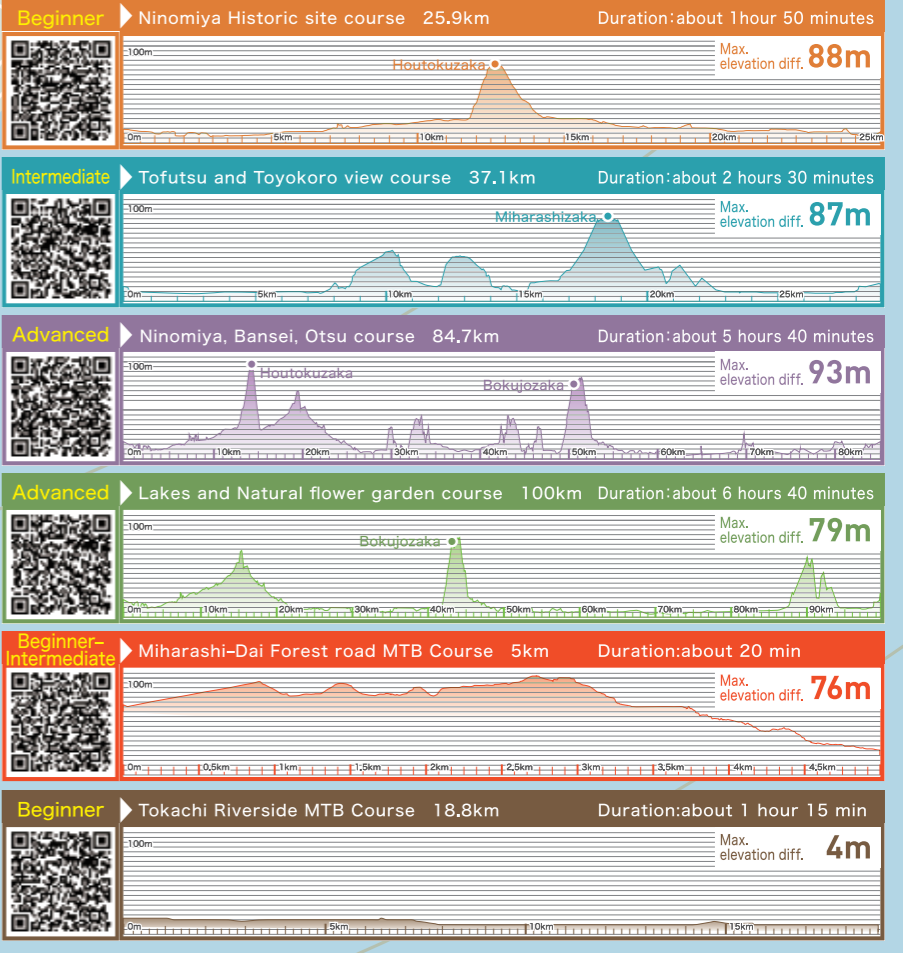 Beginner Ninomiya Historic site course 25.9km Duration:about 1hour 50 minutes
100m
Houtokuzaka
Max.
elevation diff. 88m
0m 5km 10km 15km 20km 25km
Intermediate Tofutsu and Toyokoro view course 37.1km Duration:about 2 hours 30 minutes
100m
Miharashizaka
Max.
elevation diff. 87m
0m 5km 10km 15km 20km 25km
Advanced Ninomiya, Bansei, Otsu course 84.7km Duration:about 5 hours 40 minutes
100m
Houtokuzaka
Bokujozaka
Max.
elevation diff. 93m
0m 10km 20km 30km 40km 50km 60km 70km 80km
Advanced Lakes and Natural flower garden course 100km Duration:about 6 hours 40 minutes
100m
Bokujozaka
Max.
elevation diff. 79m
0m 10km 20km 30km 40km 50km 60km 70km 80km 90km
Beginner-
Intermediate
Miharashi-Dai Forest road MTB Course 5km Duration:about 20 min
100m
Max.
elevation diff. 76m
0m 0,5km 1km 1,5km 2km 2,5km 3km 3,5km 4km 4,5km
Beginner Tokachi Riverside MTB Course 18.8km Duration:about 1 hour 15 min
100m
Max.
elevation diff. 4m
0m 5km 10km 15km